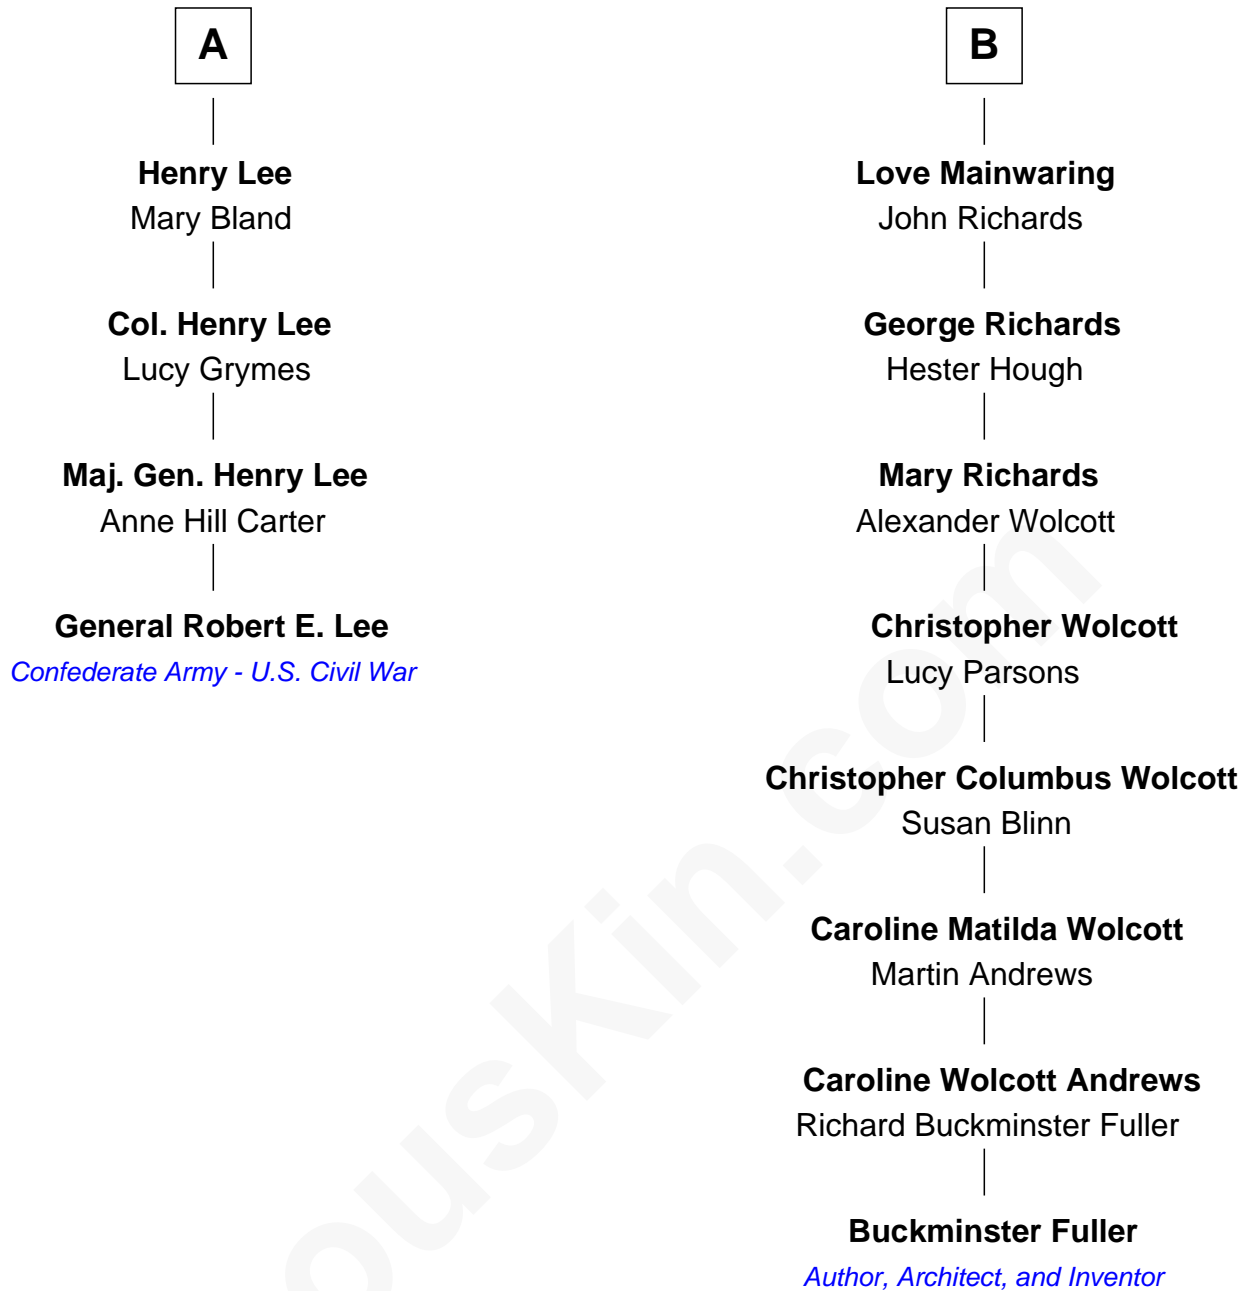 A
Henry Lee
Mary Bland
Col. Henry Lee
Lucy Grymes
Maj. Gen. Henry Lee
Anne Hill Carter
General Robert E. Lee
Confederate Army - U.S. Civil War
B
Love Mainwaring
John Richards
George Richards
Hester Hough
Mary Richards
Alexander Wolcott
Christopher Wolcott
Lucy Parsons
Christopher Columbus Wolcott
Susan Blinn
Caroline Matilda Wolcott
Martin Andrews
Caroline Wolcott Andrews
Richard Buckminster Fuller
Buckminster Fuller
Author, Architect, and Inventor
ousKin.com